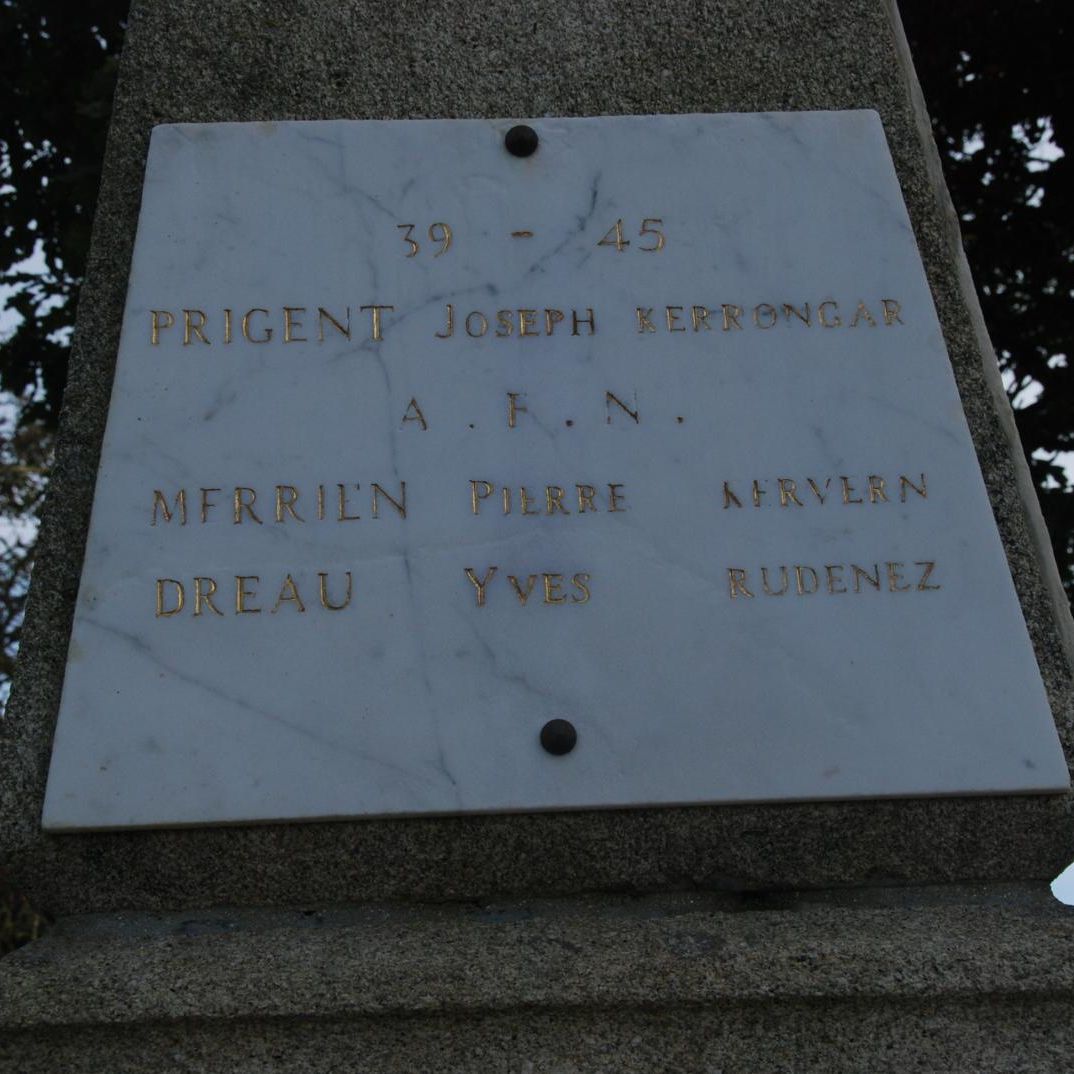 39 - 45
PRIGENT JOSEPH KERRONGAR
A . F . N .
MERRIEN PIERRE KERVERN
DREAU YVES RUDENEZ